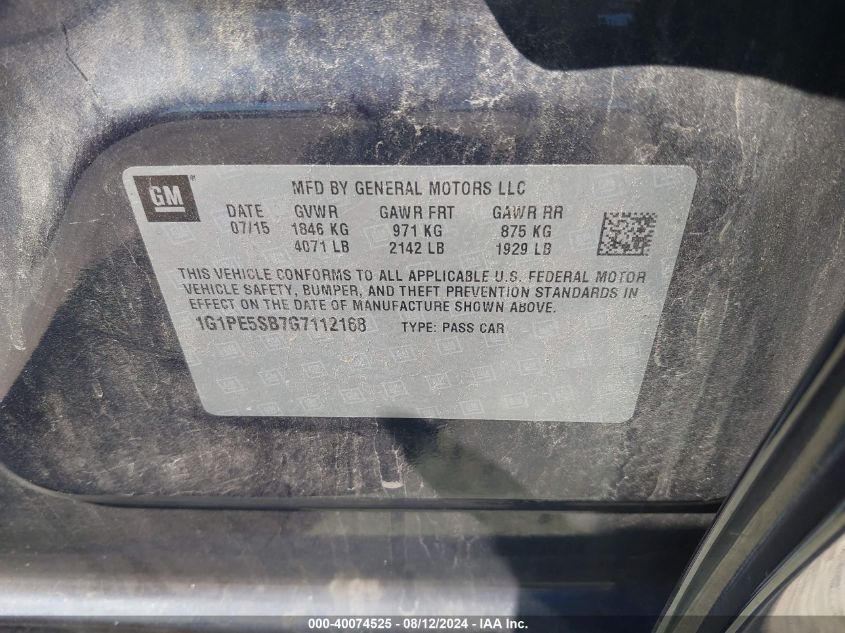 GM ®
MFD BY GENERAL MOTORS LLC
DATE GVWR GAWR FRT GAWR RR
07/15 1846 KG 971 KG 875 KG
4071 LB 2142 LB 1929 LB
THIS VEHICLE CONFORMS TO ALL APPLICABLE U.S. FEDERAL MOTOR
VEHICLE SAFETY, BUMPER, AND THEFT PREVENTION STANDARDS IN
EFFECT ON THE DATE OF MANUFACTURE SHOWN ABOVE.
1G1PE5SB7G7112168 TYPE: PASS CAR
000-40074525 - 08/12/2024 - IAA Inc.